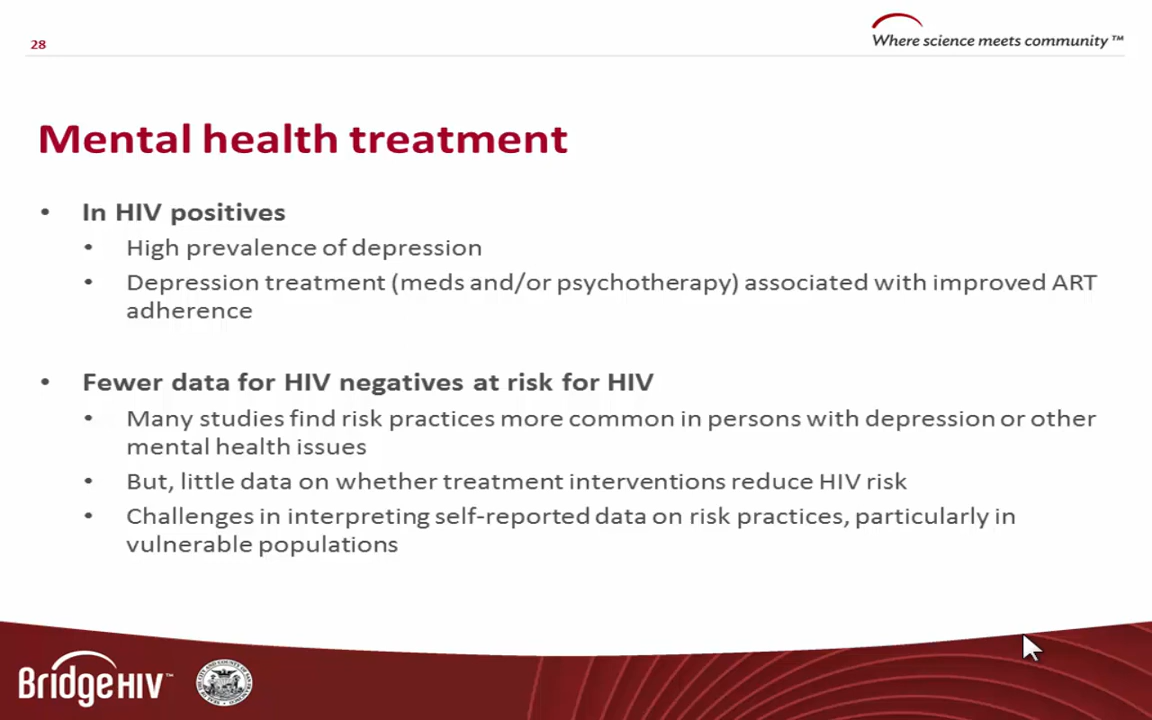 28
Where science meets community™
Mental health treatment
• In HIV positives
• High prevalence of depression
• Depression treatment (meds and/or psychotherapy) associated with improved ART
adherence
• Fewer data for HIV negatives at risk for HIV
• Many studies find risk practices more common in persons with depression or other
mental health issues
• But, little data on whether treatment interventions reduce HIV risk
• Challenges in interpreting self-reported data on risk practices, particularly in
vulnerable populations
BridgeHIV™